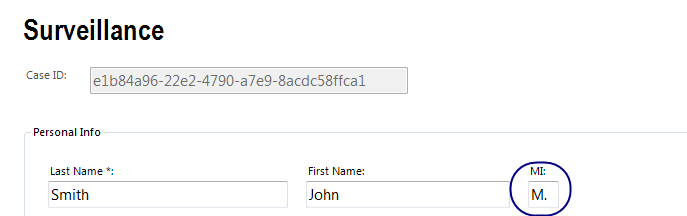 Surveillance
Case ID: e1b84a96-22e2-4790-a7e9-8acdc58ffca1
Personal Info
Last Name *: First Name: MI:
Smith John M.